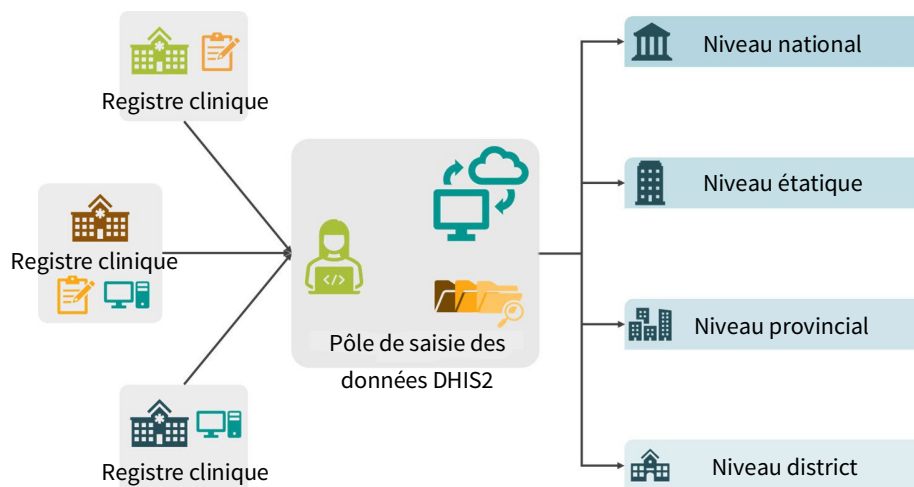 Registre clinique
Registre clinique
Registre clinique
Pôle de saisie des
données DHIS2
Niveau national
Niveau étatique
Niveau provincial
Niveau district